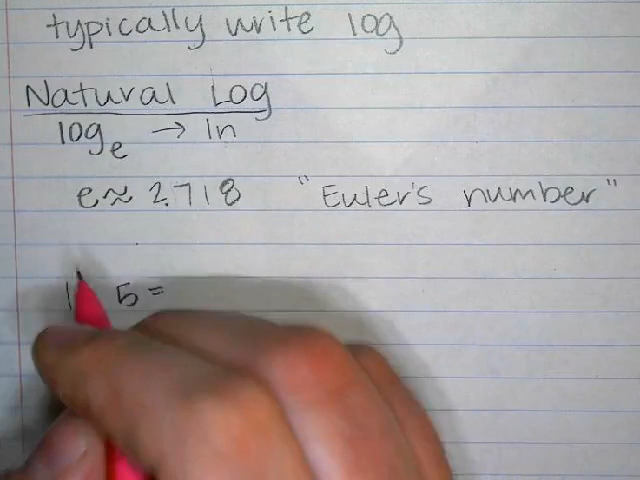 typically write log
Natural Log
log_e → ln
e ≈ 2.718 "Euler's number"
5 =